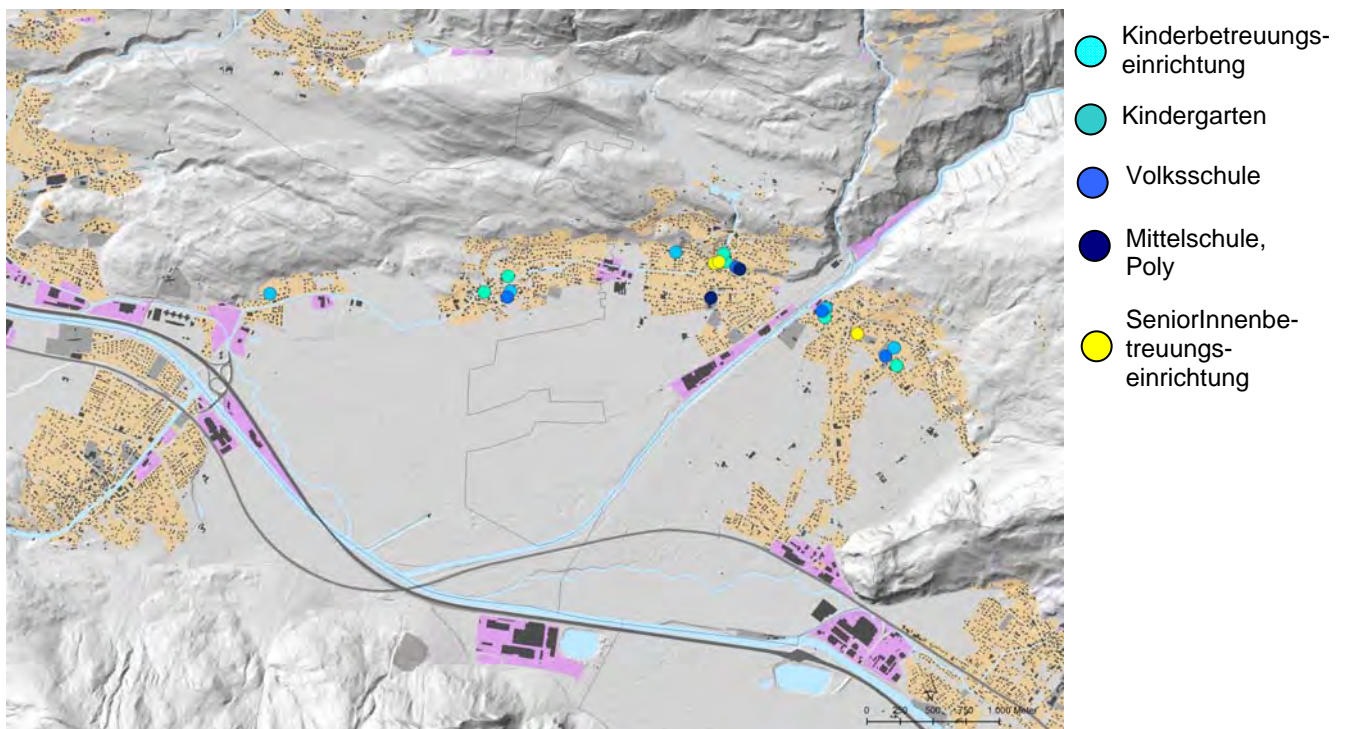 Kinderbetreuungs-
einrichtung
Kindergarten
Volksschule
Mittelschule,
Poly
SeniorInnenbe-
treuungs-
einrichtung
0 250 500 750 1 000 Meter